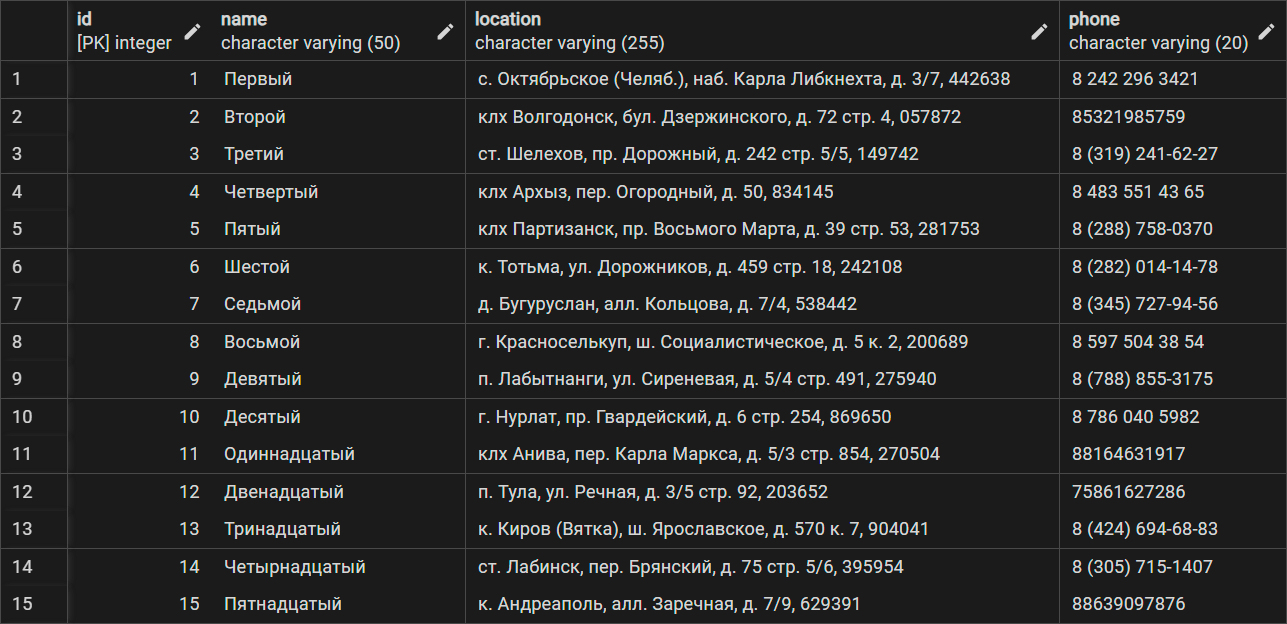 id name location phone
[PK] integer character varying (50) character varying (255) character varying (20)
1 1 Первый с. Октябрьское (Челяб.), наб. Карла Либкнехта, д. 3/7, 442638 8 242 296 3421
2 2 Второй клх Волгодонск, бул. Дзержинского, д. 72 стр. 4, 057872 85321985759
3 3 Третий ст. Шелехов, пр. Дорожный, д. 242 стр. 5/5, 149742 8 (319) 241-62-27
4 4 Четвертый клх Архыз, пер. Огородный, д. 50, 834145 8 483 551 43 65
5 5 Пятый клх Партизанск, пр. Восьмого Марта, д. 39 стр. 53, 281753 8 (288) 758-0370
6 6 Шестой к. Тотьма, ул. Дорожников, д. 459 стр. 18, 242108 8 (282) 014-14-78
7 7 Седьмой д. Бугуруслан, алл. Кольцова, д. 7/4, 538442 8 (345) 727-94-56
8 8 Восьмой г. Красноселькуп, ш. Социалистическое, д. 5 к. 2, 200689 8 597 504 38 54
9 9 Девятый п. Лабытнанги, ул. Сиреневая, д. 5/4 стр. 491, 275940 8 (788) 855-3175
10 10 Десятый г. Нурлат, пр. Гвардейский, д. 6 стр. 254, 869650 8 786 040 5982
11 11 Одиннадцатый клх Анива, пер. Карла Маркса, д. 5/3 стр. 854, 270504 88164631917
12 12 Двенадцатый п. Тула, ул. Речная, д. 3/5 стр. 92, 203652 75861627286
13 13 Тринадцатый к. Киров (Вятка), ш. Ярославское, д. 570 к. 7, 904041 8 (424) 694-68-83
14 14 Четырнадцатый ст. Лабинск, пер. Брянский, д. 75 стр. 5/6, 395954 8 (305) 715-1407
15 15 Пятнадцатый к. Андреаполь, алл. Заречная, д. 7/9, 629391 88639097876